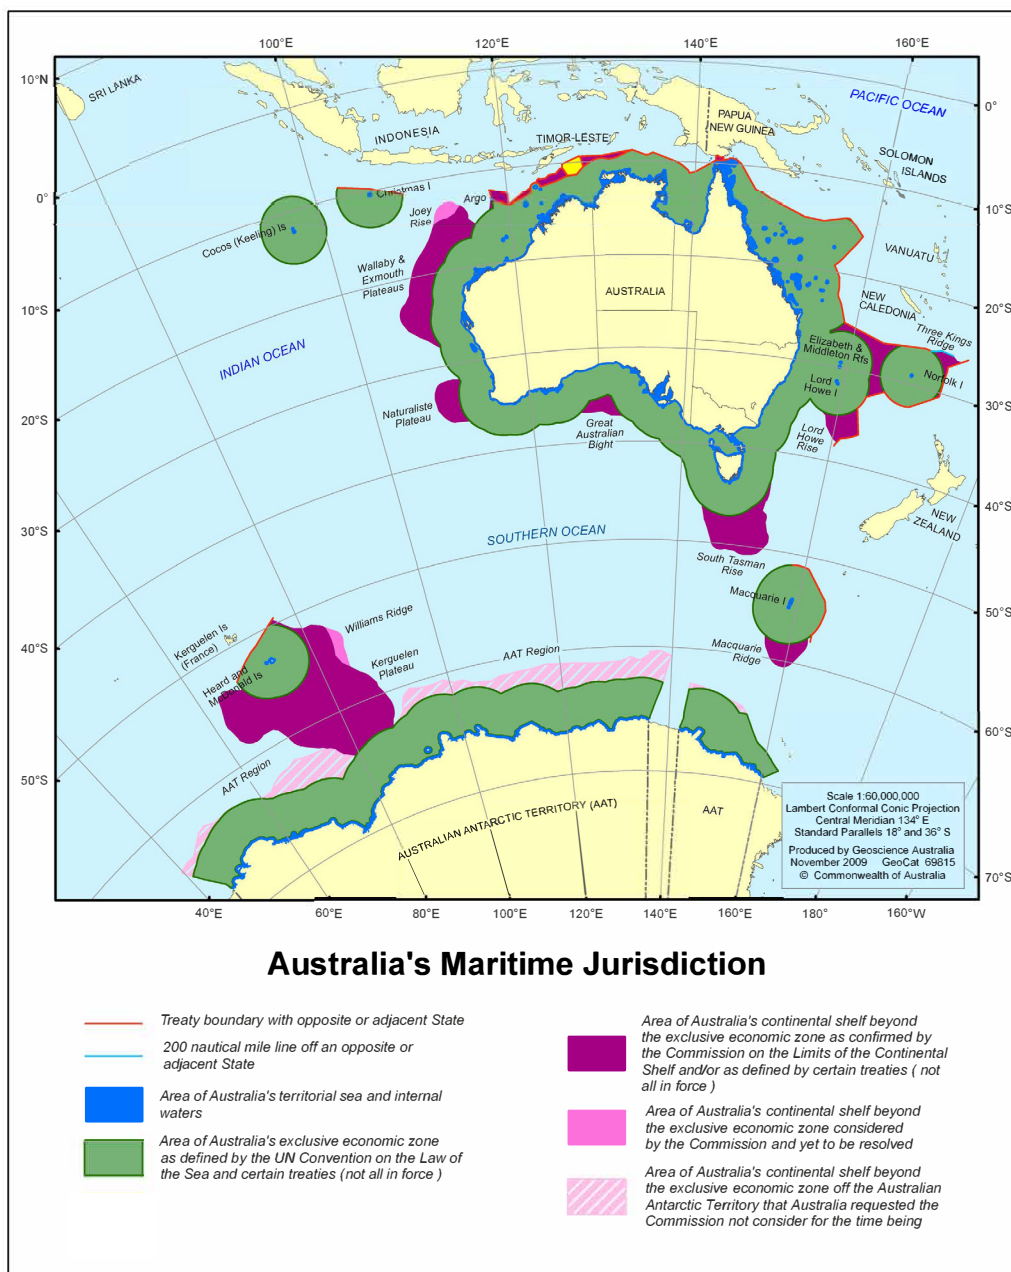 100°E
120°E
140°E
160°E
10°N
SRI LANKA
PACIFIC OCEAN
0°
INDONESIA
TIMOR-LESTE
PAPUA
NEW GUINEA
SOLOMON
ISLANDS
0°
Christmas I
Argo
Joey
Rise
10°S
Cocos (Keeling) Is
Wallaby &
Exmouth
Plateaus
VANUATU
AUSTRALIA
NEW
CALEDONIA
20°S
10°S
Three Kings
Ridge
INDIAN OCEAN
Elizabeth &
Middleton Rfs
Lord
Howe I
Norfolk I
Naturaliste
Plateau
20°S
Great
Australian
Bight
Lord
Howe
Rise
30°S
NEW
ZEALAND
40°S
30°S
SOUTHERN OCEAN
South Tasman
Rise
Macquarie I
50°S
Kerguelen Is
(France)
Williams Ridge
40°S
Heard and
McDonald Is
Kerguelen
Plateau
AAT Region
Macquarie
Ridge
60°S
AAT Region
50°S
AUSTRALIAN ANTARCTIC TERRITORY (AAT)
AAT
Scale 1:60,000,000
Lambert Conformal Conic Projection
Central Meridian 134° E
Standard Parallels 18° and 36° S
Produced by Geoscience Australia
November 2009 GeoCat 69815
© Commonwealth of Australia
70°S
40°E
60°E
80°E
100°E
120°E
140°E
160°E
180°
160°W
Australia's Maritime Jurisdiction
Treaty boundary with opposite or adjacent State
200 nautical mile line off an opposite or
adjacent State
Area of Australia's territorial sea and internal
waters
Area of Australia's exclusive economic zone
as defined by the UN Convention on the Law of
the Sea and certain treaties ( not all in force )
Area of Australia's continental shelf beyond
the exclusive economic zone as confirmed by
the Commission on the Limits of the Continental
Shelf and/or as defined by certain treaties ( not
all in force )
Area of Australia's continental shelf beyond
the exclusive economic zone considered
by the Commission and yet to be resolved
Area of Australia's continental shelf beyond
the exclusive economic zone off the Australian
Antarctic Territory that Australia requested the
Commission not consider for the time being